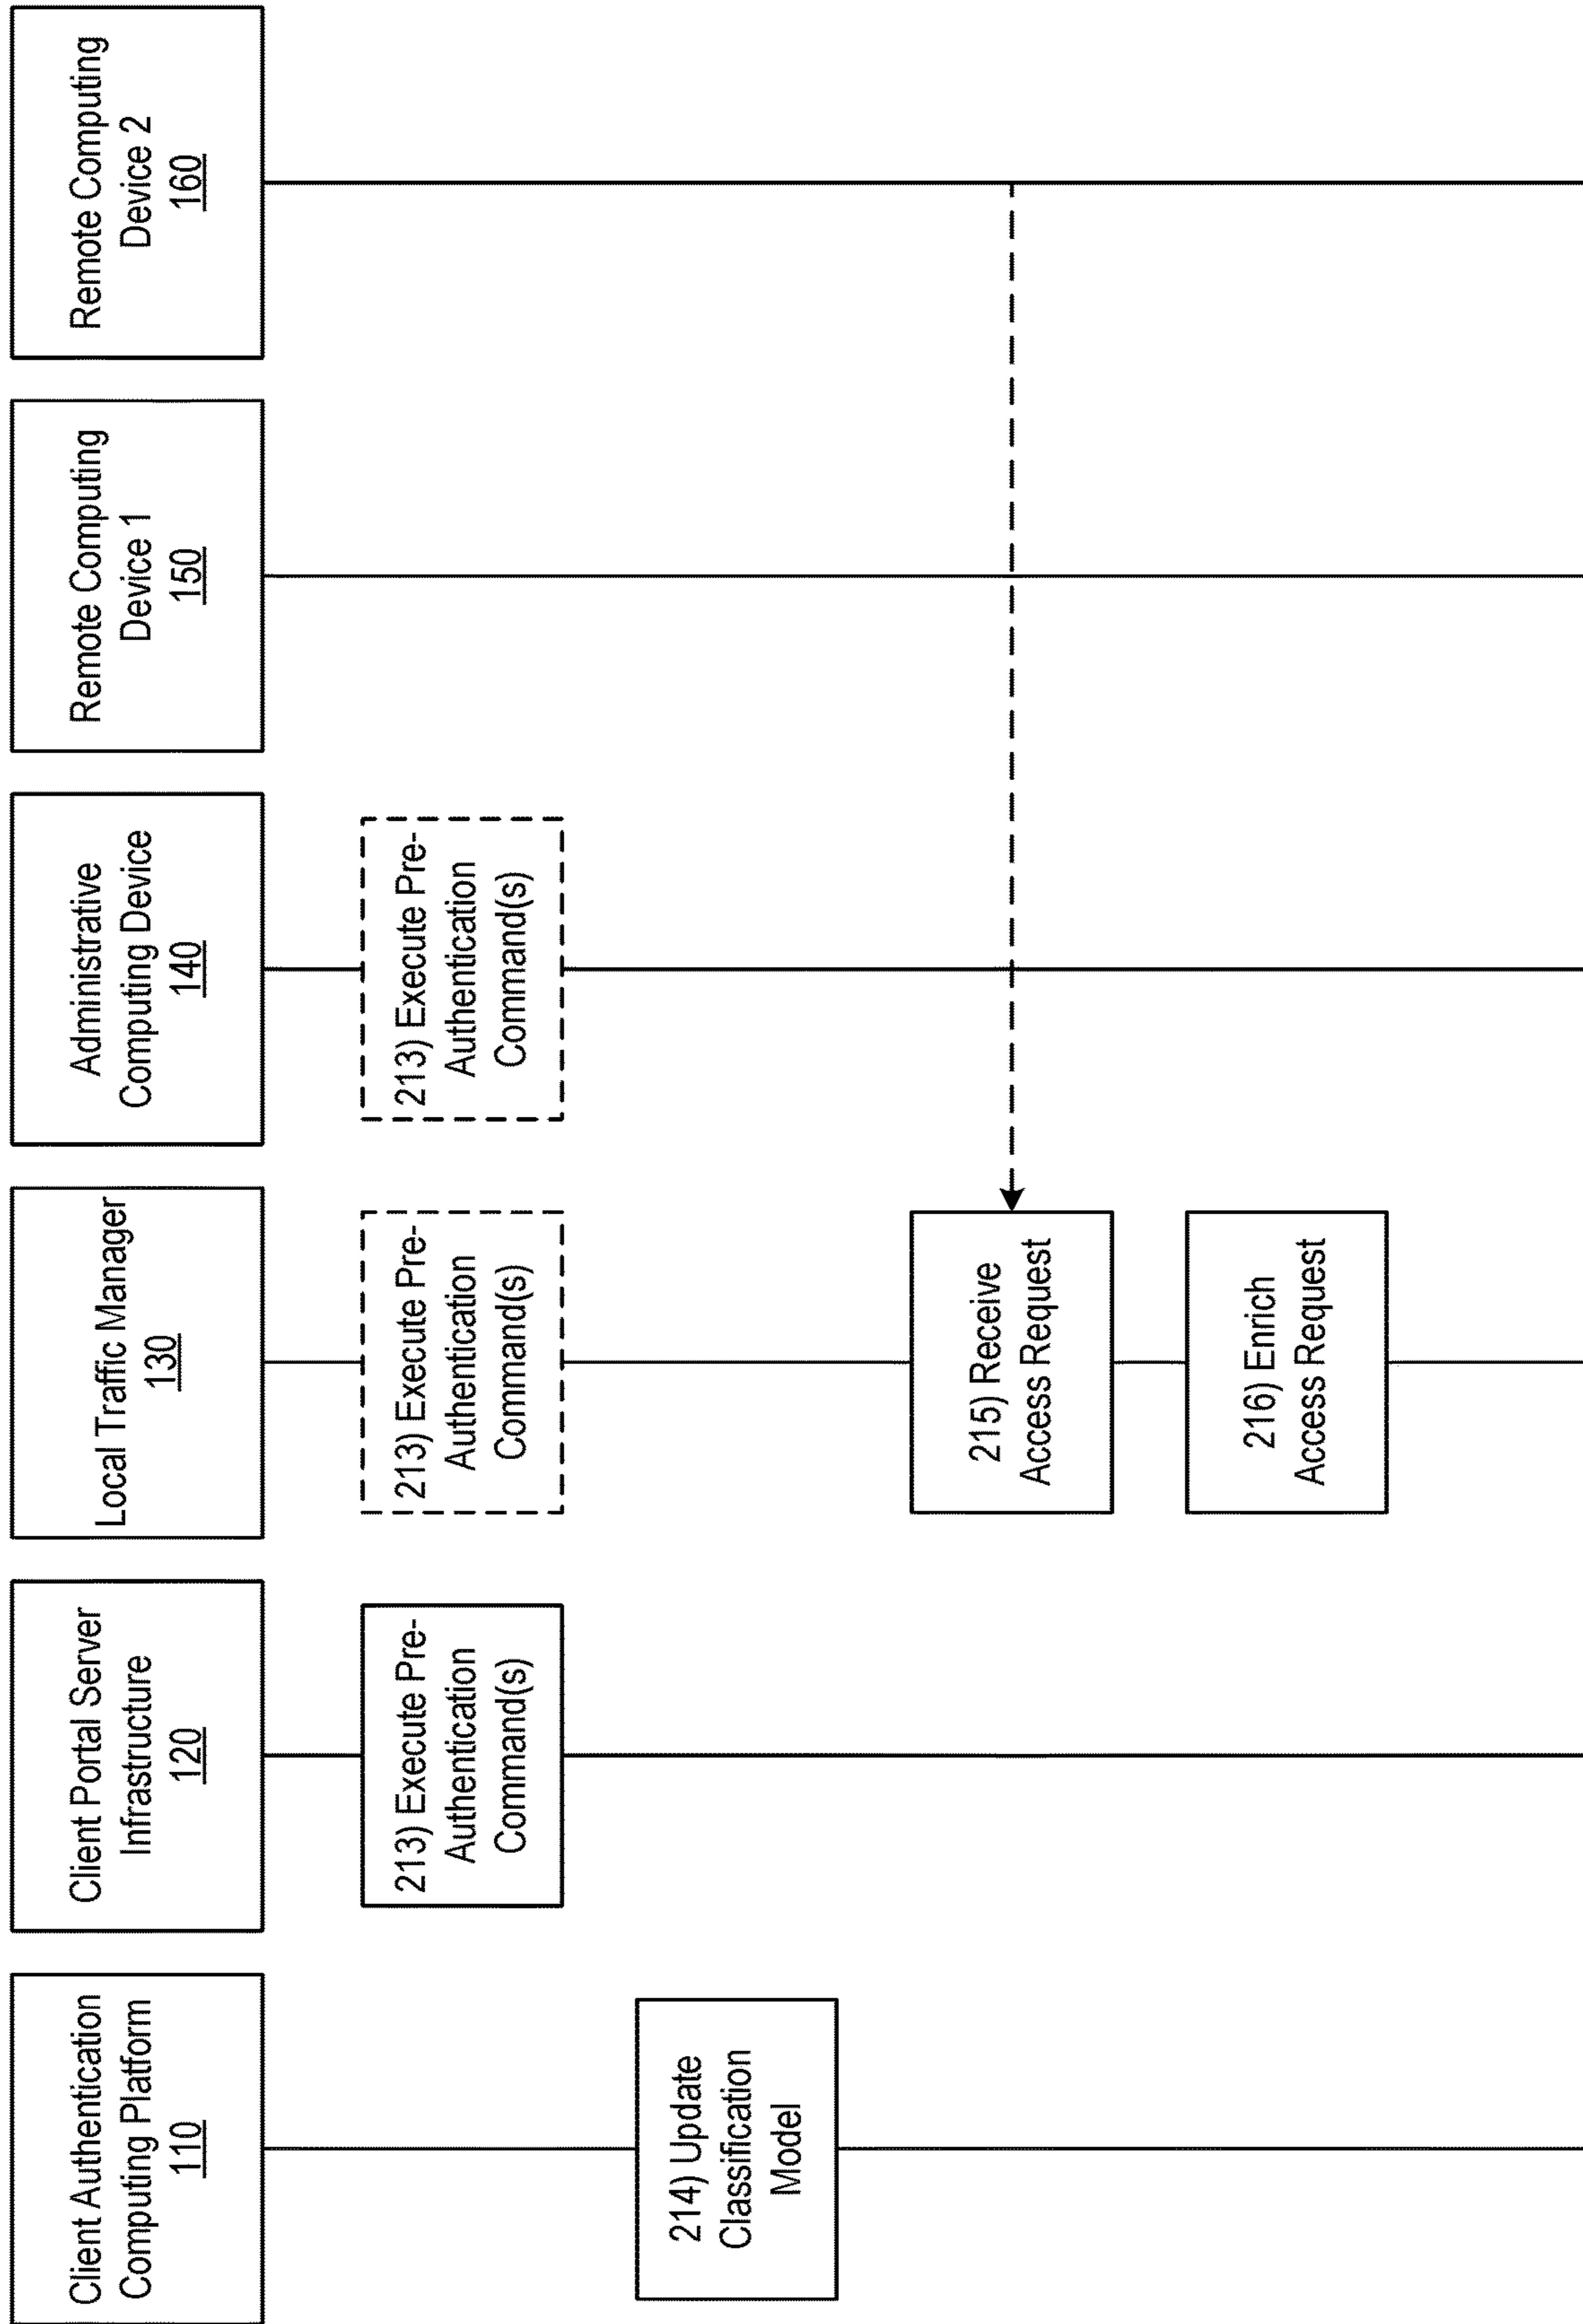 Client Authentication
Computing Platform
110
Client Portal Server
Infrastructure
120
Local Traffic Manager
130
Administrative
Computing Device
140
Remote Computing
Device 1
150
Remote Computing
Device 2
160
213) Execute Pre-
Authentication
Command(s)
213) Execute Pre-
Authentication
Command(s)
213) Execute Pre-
Authentication
Command(s)
214) Update
Classification
Model
215) Receive
Access Request
216) Enrich
Access Request